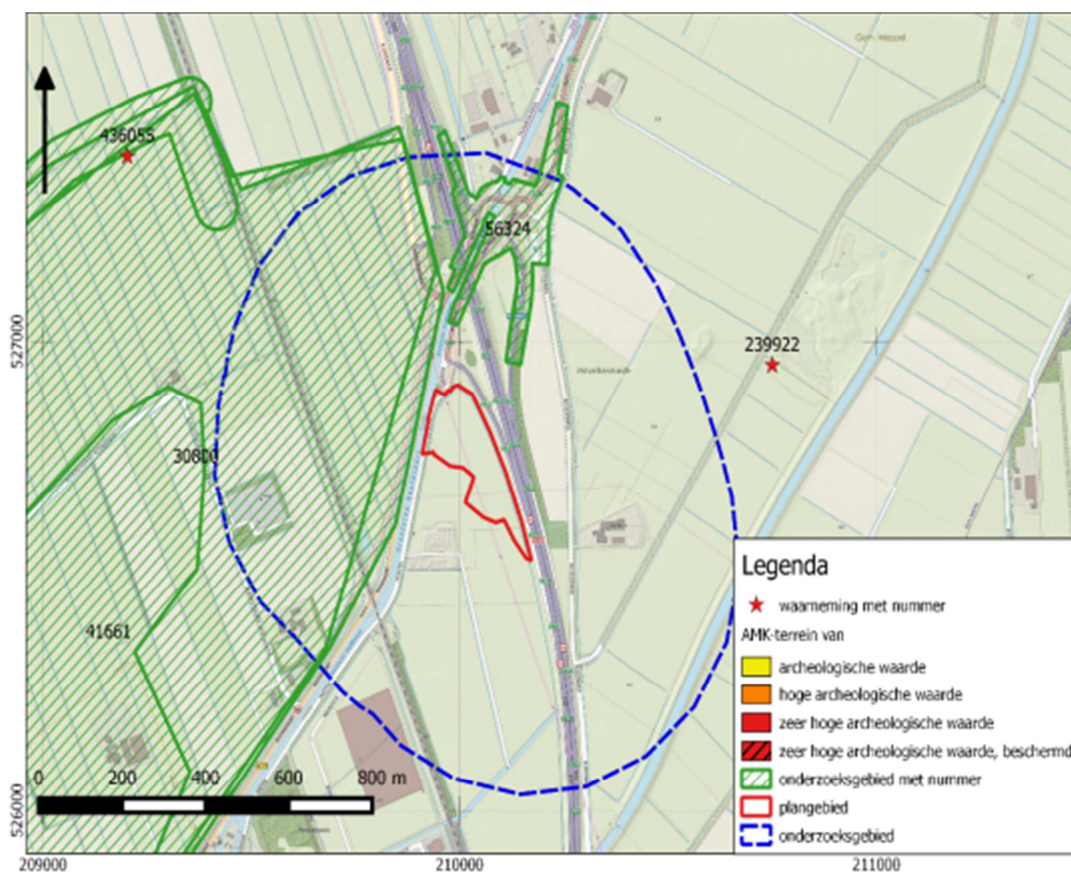 Gem. Meppel
436055
56324
527000
239922
30800
41661
Legenda
waarneming met nummer
AMK-terrein van
archeologische waarde
hoge archeologische waarde
zeer hoge archeologische waarde
zeer hoge archeologische waarde, beschermd
onderzoeksgebied met nummer
plangebied
onderzoeksgebied
0 200 400 600 800 m
526000
209000 210000 211000